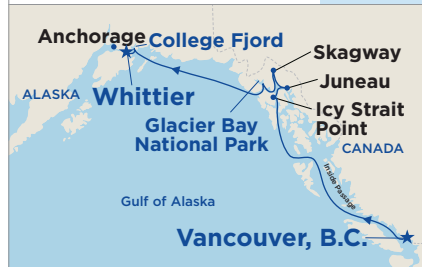 Anchorage
College Fjord
Skagway
Juneau
ALASKA
Whittier
Icy Strait
Point
Glacier Bay
National Park
CANADA
Inside Passage
Gulf of Alaska
Vancouver, B.C.